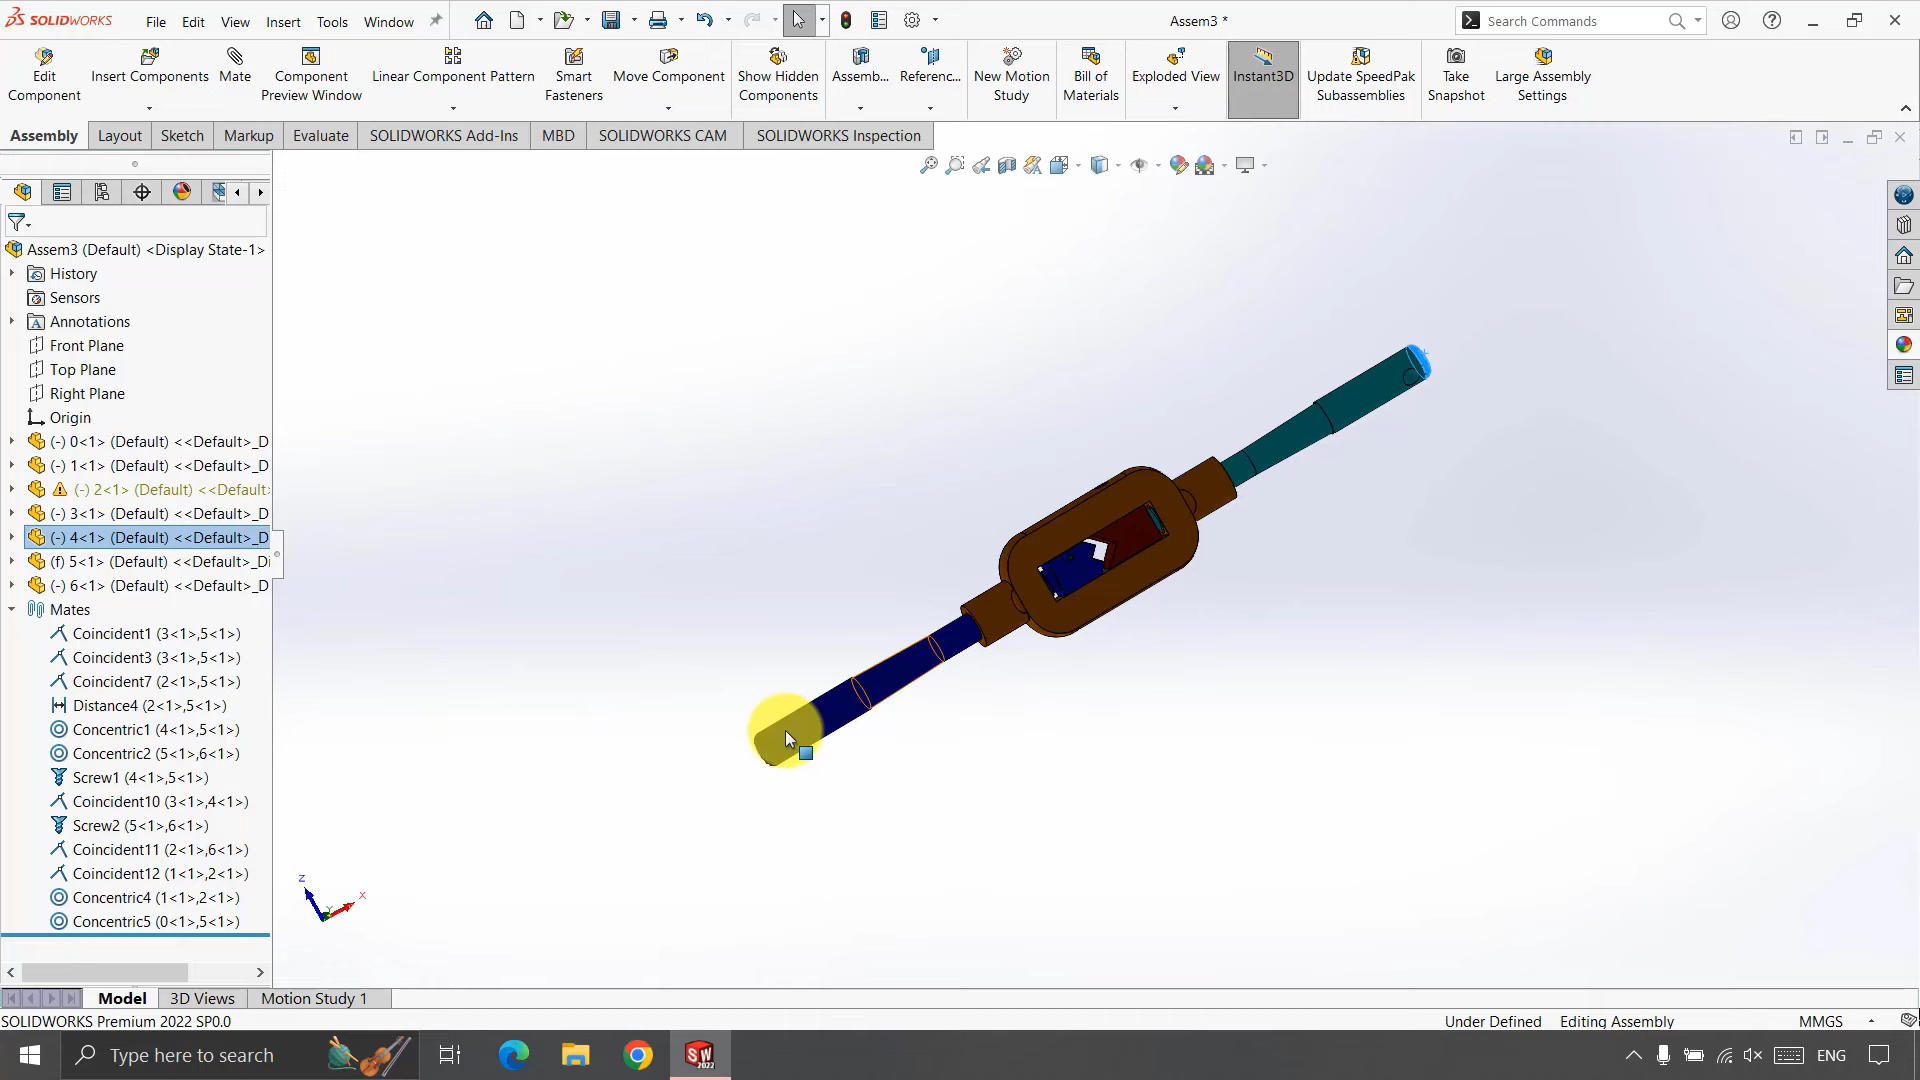 SOLIDWORKS
File
Edit
View
Insert
Tools
Window
Assem3 *
Search Commands
Edit
Component
Insert Components
Mate
Component
Preview Window
Linear Component Pattern
Smart
Fasteners
Move Component
Show Hidden
Components
Assemb...
Referenc...
New Motion
Study
Bill of
Materials
Exploded View
Instant3D
Update SpeedPak
Subassemblies
Take
Snapshot
Large Assembly
Settings
Assembly
Layout
Sketch
Markup
Evaluate
SOLIDWORKS Add-Ins
MBD
SOLIDWORKS CAM
SOLIDWORKS Inspection
Assem3 (Default) <Display State-1>
History
Sensors
Annotations
Front Plane
Top Plane
Right Plane
Origin
(-) 0<1> (Default) <<Default>_D
(-) 1<1> (Default) <<Default>_D
(-) 2<1> (Default) <<Default>
(-) 3<1> (Default) <<Default>_D
(-) 4<1> (Default) <<Default>_D
(f) 5<1> (Default) <<Default>_Di
(-) 6<1> (Default) <<Default>_D
Mates
Coincident1 (3<1>,5<1>)
Coincident3 (3<1>,5<1>)
Coincident7 (2<1>,5<1>)
Distance4 (2<1>,5<1>)
Concentric1 (4<1>,5<1>)
Concentric2 (5<1>,6<1>)
Screw1 (4<1>,5<1>)
Coincident10 (3<1>,4<1>)
Screw2 (5<1>,6<1>)
Coincident11 (2<1>,6<1>)
Coincident12 (1<1>,2<1>)
Concentric4 (1<1>,2<1>)
Concentric5 (0<1>,5<1>)
Z
X
Y
Model
3D Views
Motion Study 1
SOLIDWORKS Premium 2022 SP0.0
Under Defined
Editing Assembly
MMGS
Type here to search
SW
2022
ENG